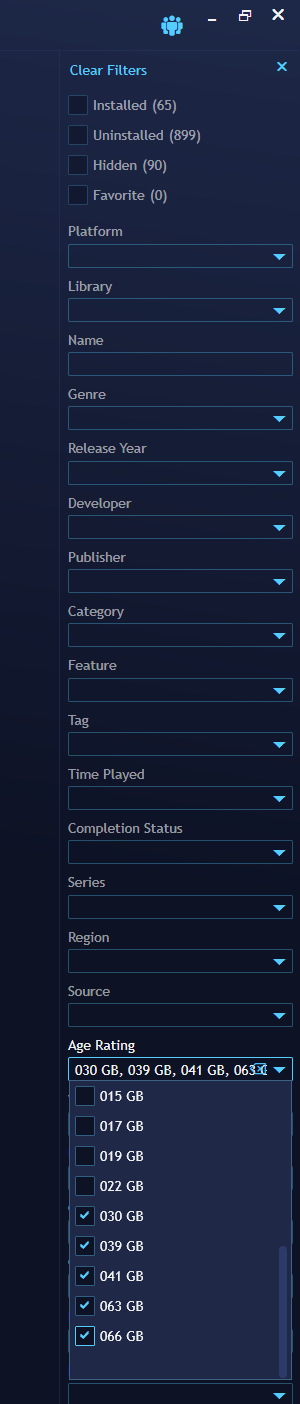 Clear Filters
Installed (65)
Uninstalled (899)
Hidden (90)
Favorite (0)
Platform
Library
Name
Genre
Release Year
Developer
Publisher
Category
Feature
Tag
Time Played
Completion Status
Series
Region
Source
Age Rating
030 GB, 039 GB, 041 GB, 063
015 GB
017 GB
019 GB
022 GB
030 GB
039 GB
041 GB
063 GB
066 GB